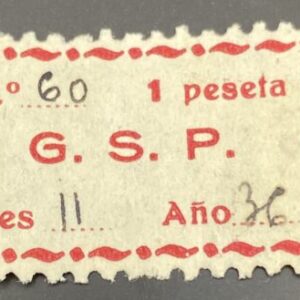 º 60 1 peseta
G. S. P.
es 11 Año 36